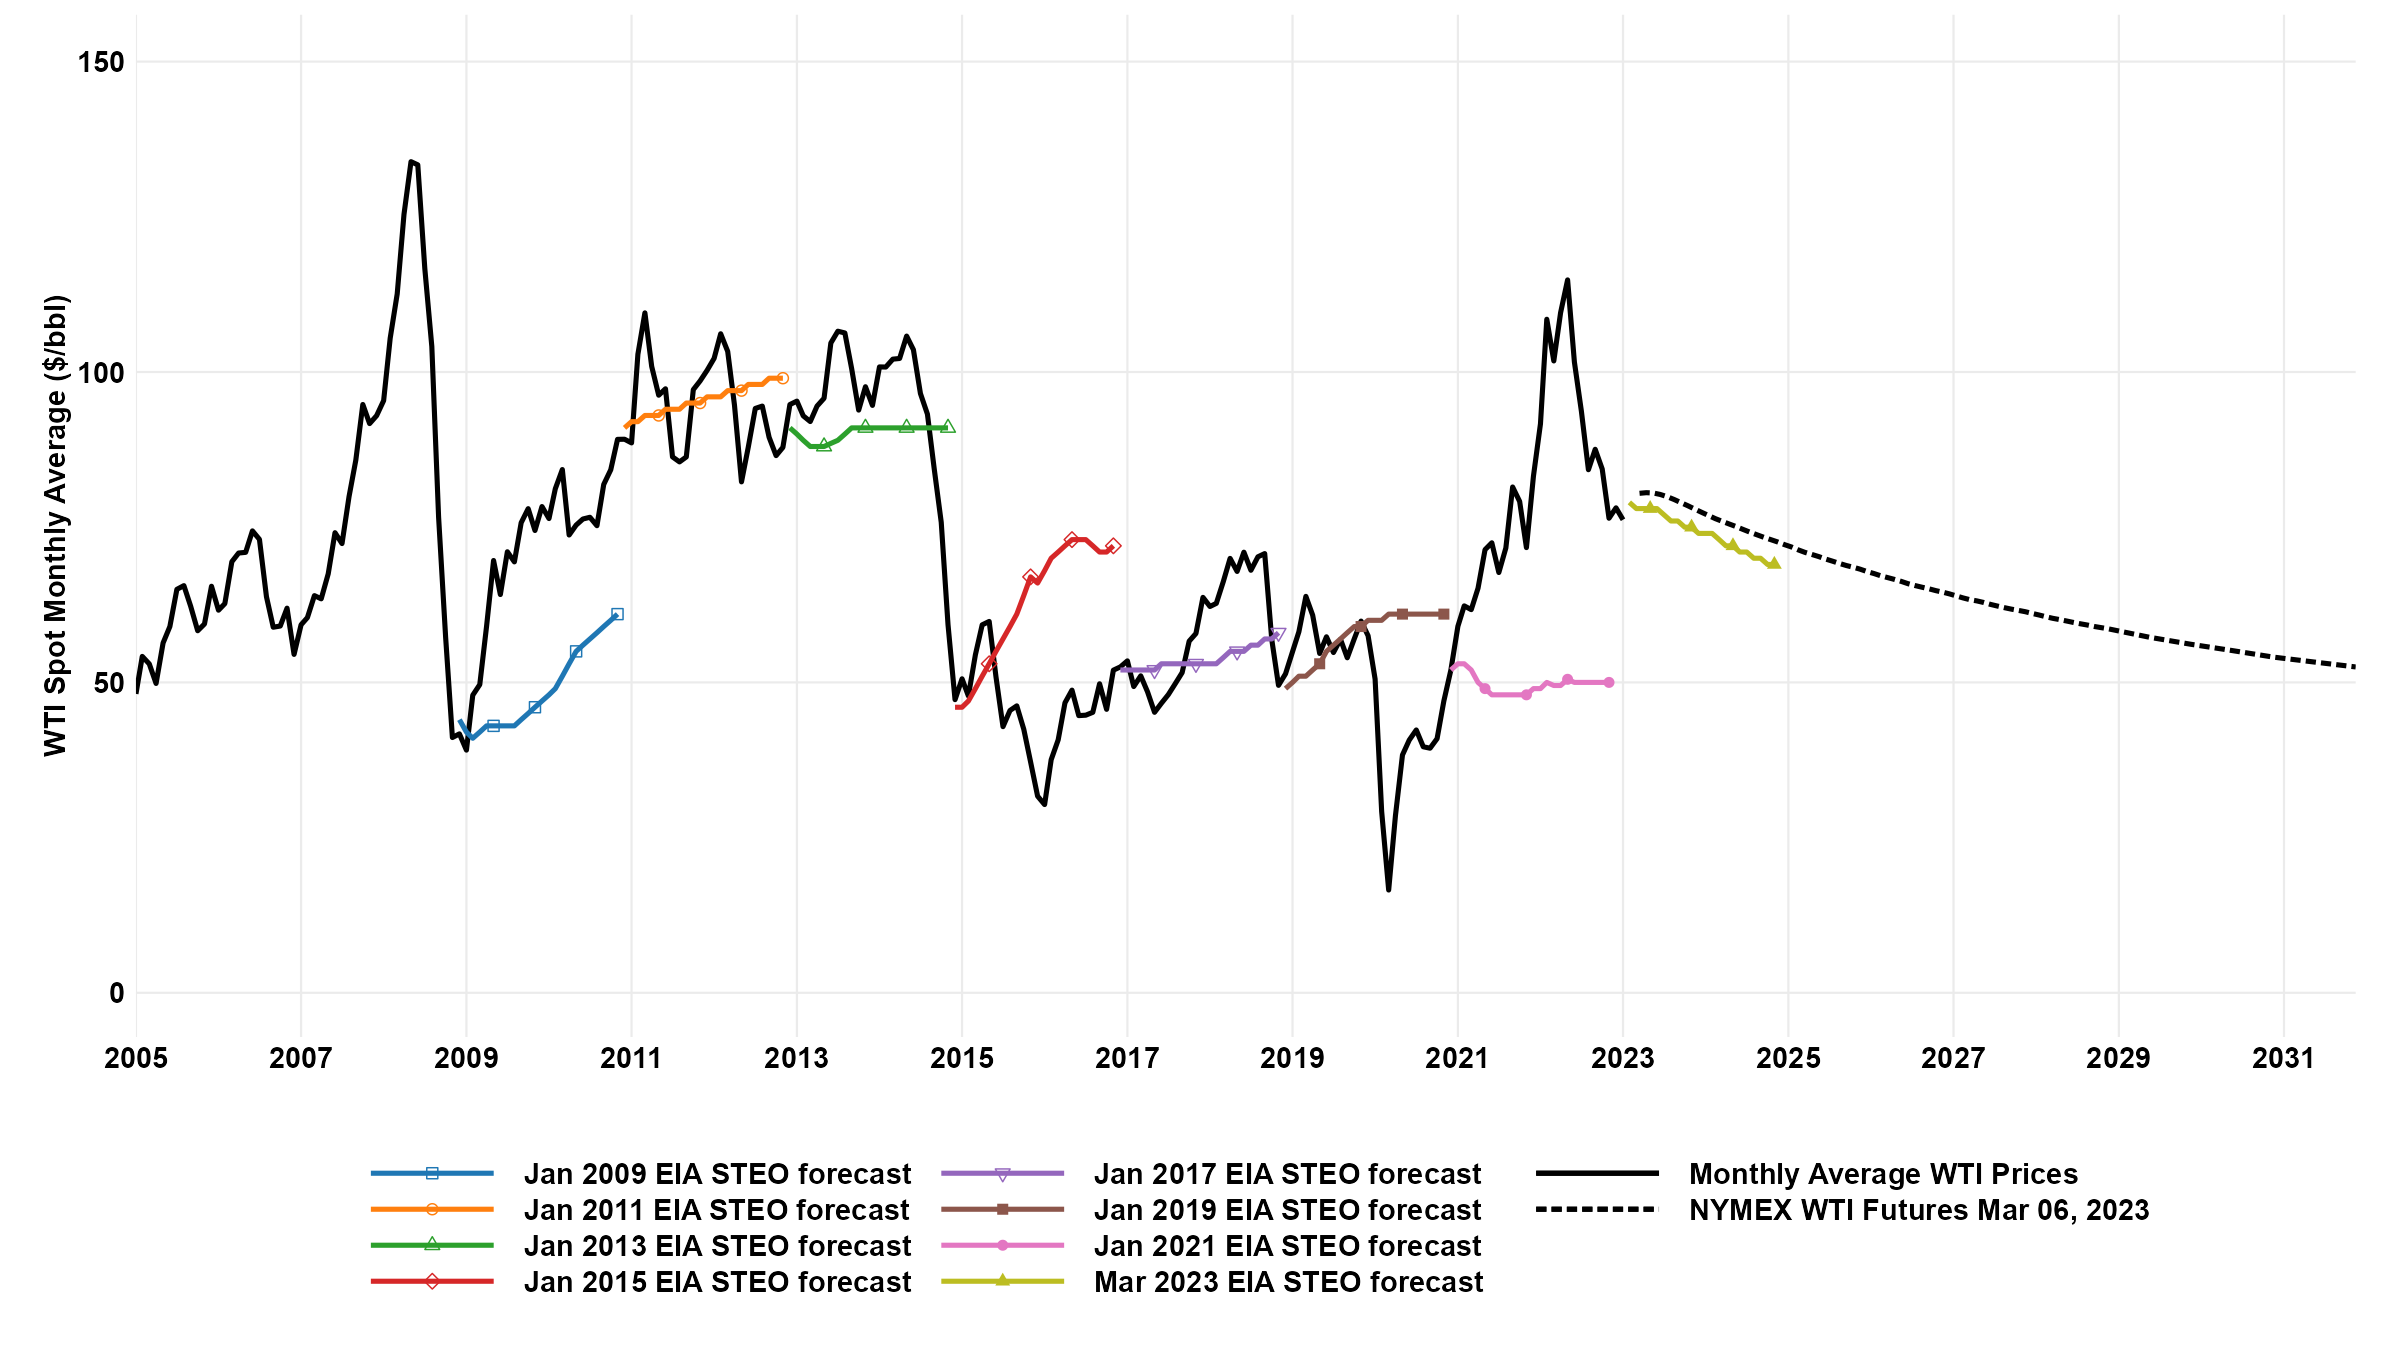 WTI Spot Monthly Average ($/bbl)
150
100
50
0
2005 2007 2009 2011 2013 2015 2017 2019 2021 2023 2025 2027 2029 2031
Jan 2009 EIA STEO forecast
Jan 2011 EIA STEO forecast
Jan 2013 EIA STEO forecast
Jan 2015 EIA STEO forecast
Jan 2017 EIA STEO forecast
Jan 2019 EIA STEO forecast
Jan 2021 EIA STEO forecast
Mar 2023 EIA STEO forecast
Monthly Average WTI Prices
NYMEX WTI Futures Mar 06, 2023